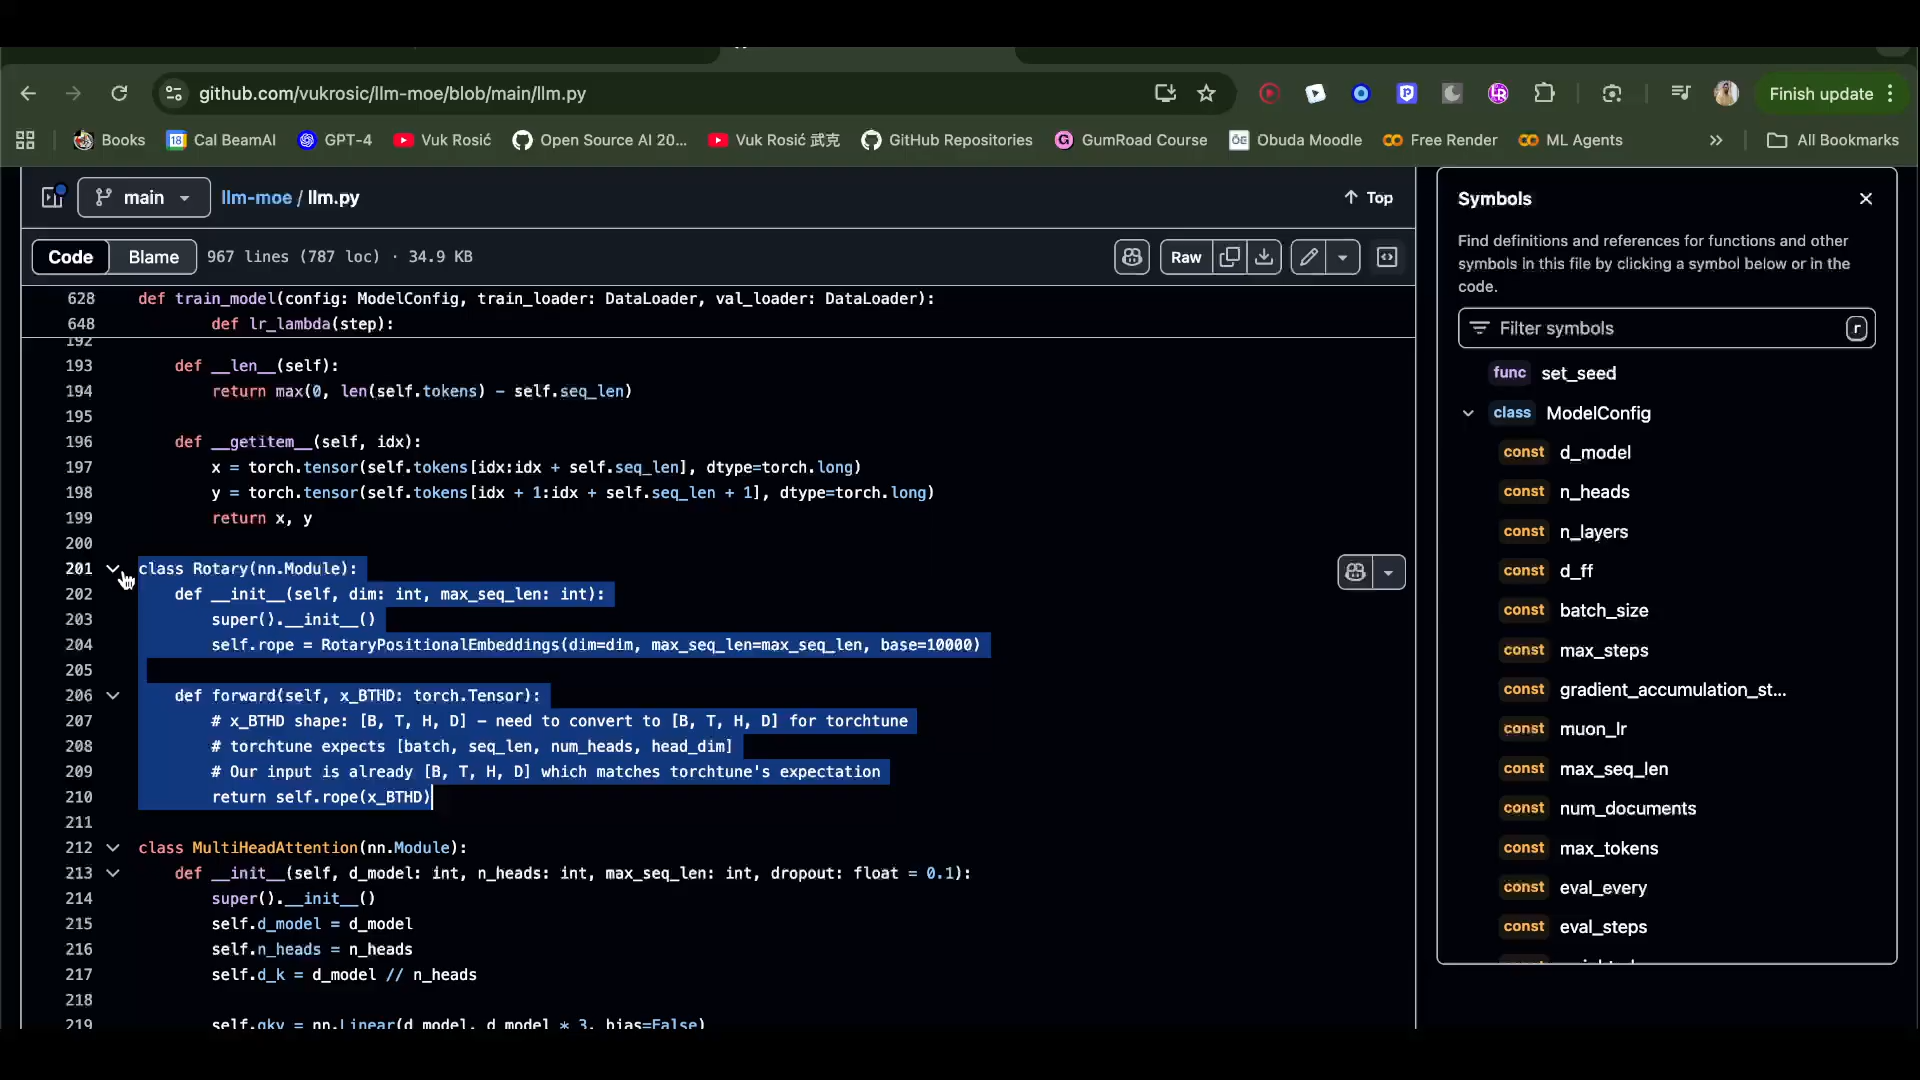 github.com/vukrosic/llm-moe/blob/main/llm.py
Finish update
Books
18 Cal BeamAI
GPT-4
Vuk Rosić
Open Source AI 20...
Vuk Rosić 武克
GitHub Repositories
GumRoad Course
Obuda Moodle
Free Render
ML Agents
All Bookmarks
main
llm-moe / llm.py
Top
Code
Blame
967 lines (787 loc) · 34.9 KB
Raw
628 def train_model(config: ModelConfig, train_loader: DataLoader, val_loader: DataLoader):
648 def lr_lambda(step):
192
193 def __len__(self):
194 return max(0, len(self.tokens) - self.seq_len)
195
196 def __getitem__(self, idx):
197 x = torch.tensor(self.tokens[idx:idx + self.seq_len], dtype=torch.long)
198 y = torch.tensor(self.tokens[idx + 1:idx + self.seq_len + 1], dtype=torch.long)
199 return x, y
200
201 class Rotary(nn.Module):
202 def __init__(self, dim: int, max_seq_len: int):
203 super().__init__()
204 self.rope = RotaryPositionalEmbeddings(dim=dim, max_seq_len=max_seq_len, base=10000)
205
206 def forward(self, x_BTHD: torch.Tensor):
207 # x_BTHD shape: [B, T, H, D] - need to convert to [B, T, H, D] for torchtune
208 # torchtune expects [batch, seq_len, num_heads, head_dim]
209 # Our input is already [B, T, H, D] which matches torchtune's expectation
210 return self.rope(x_BTHD)
211
212 class MultiHeadAttention(nn.Module):
213 def __init__(self, d_model: int, n_heads: int, max_seq_len: int, dropout: float = 0.1):
214 super().__init__()
215 self.d_model = d_model
216 self.n_heads = n_heads
217 self.d_k = d_model // n_heads
218
219 self.qkv = nn.Linear(d_model, d_model * 3, bias=False)
Symbols
Find definitions and references for functions and other
symbols in this file by clicking a symbol below or in the
code.
Filter symbols
r
func set_seed
class ModelConfig
const d_model
const n_heads
const n_layers
const d_ff
const batch_size
const max_steps
const gradient_accumulation_st...
const muon_lr
const max_seq_len
const num_documents
const max_tokens
const eval_every
const eval_steps